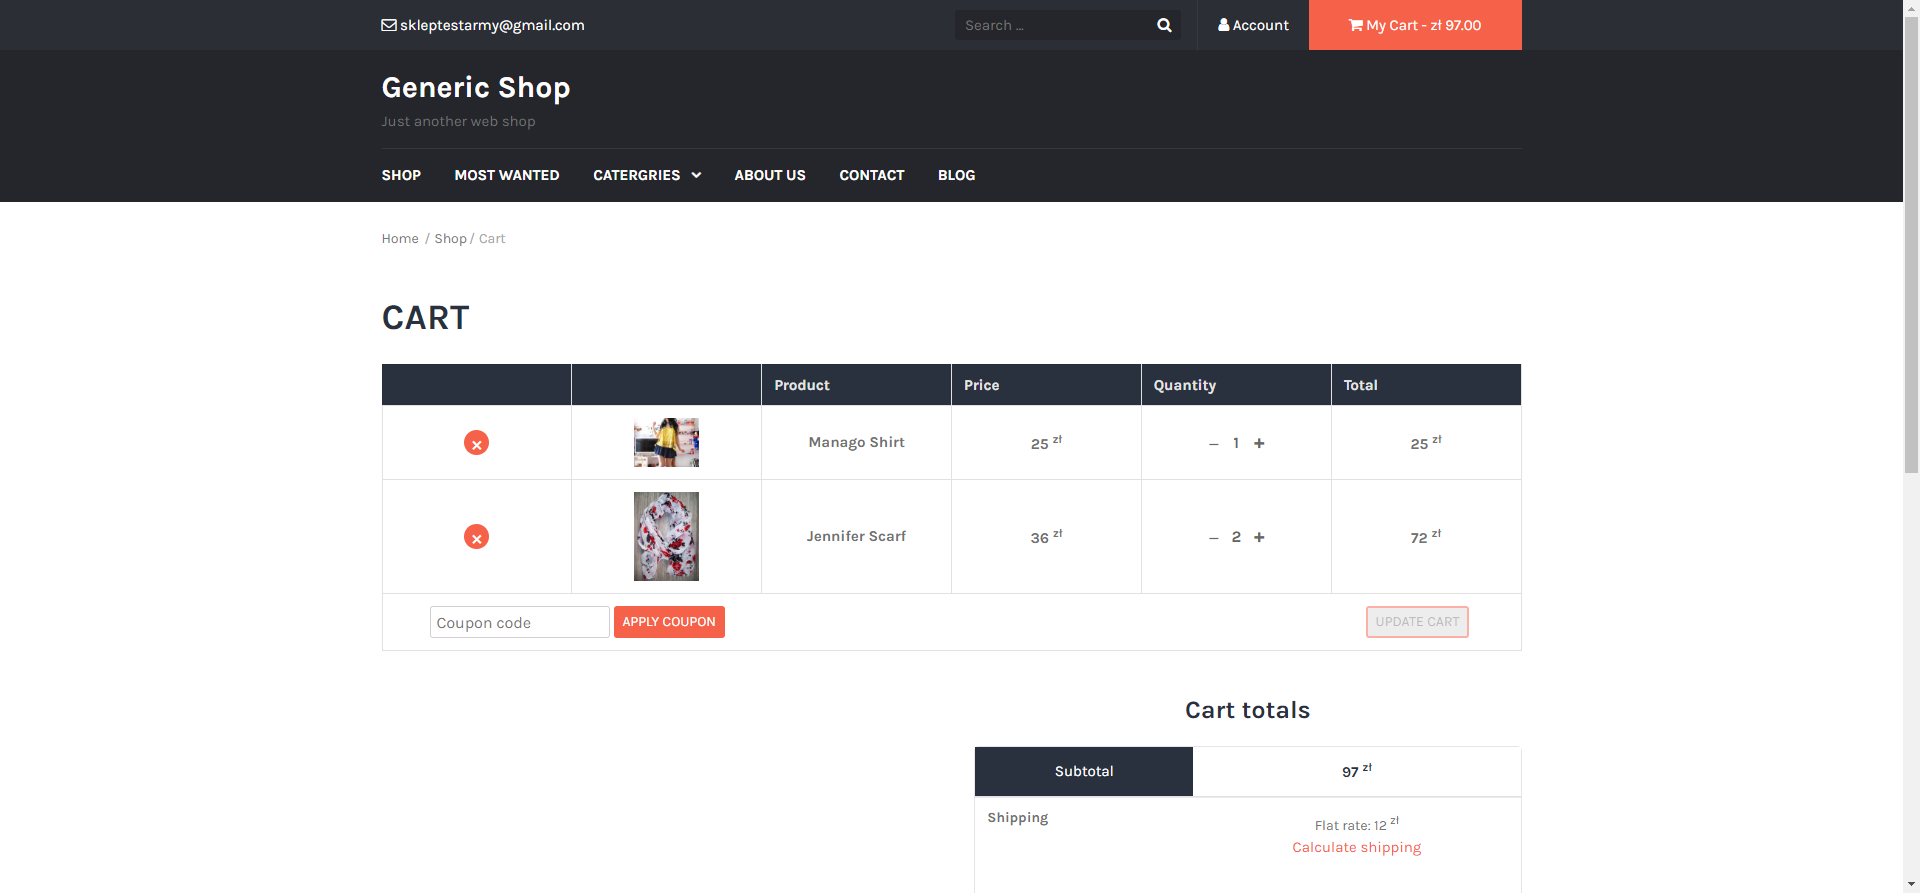 skleptestarmy@gmail.com
Search ...
Account
My Cart - zł 97.00
Generic Shop
Just another web shop
SHOP MOST WANTED CATERGRIES ABOUT US CONTACT BLOG
Home / Shop / Cart
CART
Product Price Quantity Total
Manago Shirt 25 zł – 1 + 25 zł
Jennifer Scarf 36 zł – 2 + 72 zł
Coupon code APPLY COUPON UPDATE CART
Cart totals
Subtotal 97 zł
Shipping Flat rate: 12 zł
Calculate shipping